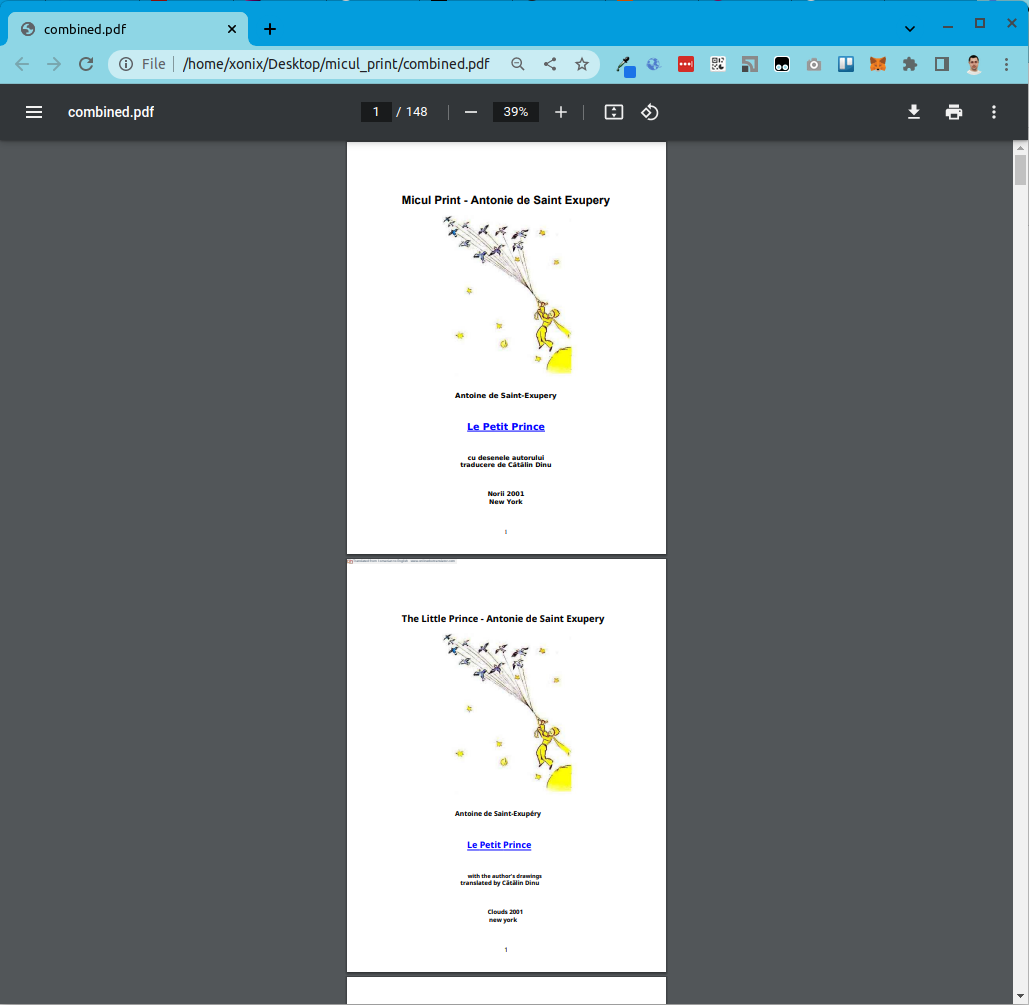 combined.pdf
File
/home/xonix/Desktop/micul_print/combined.pdf
combined.pdf
1 / 148
39%
Micul Print - Antonie de Saint Exupery
Antoine de Saint-Exupery
Le Petit Prince
cu desenele autorului
traducere de Cătălin Dinu
Norii 2001
New York
1
The Little Prince - Antonie de Saint Exupery
Antoine de Saint-Exupéry
Le Petit Prince
with the author's drawings
translated by Cătălin Dinu
Clouds 2001
new york
1